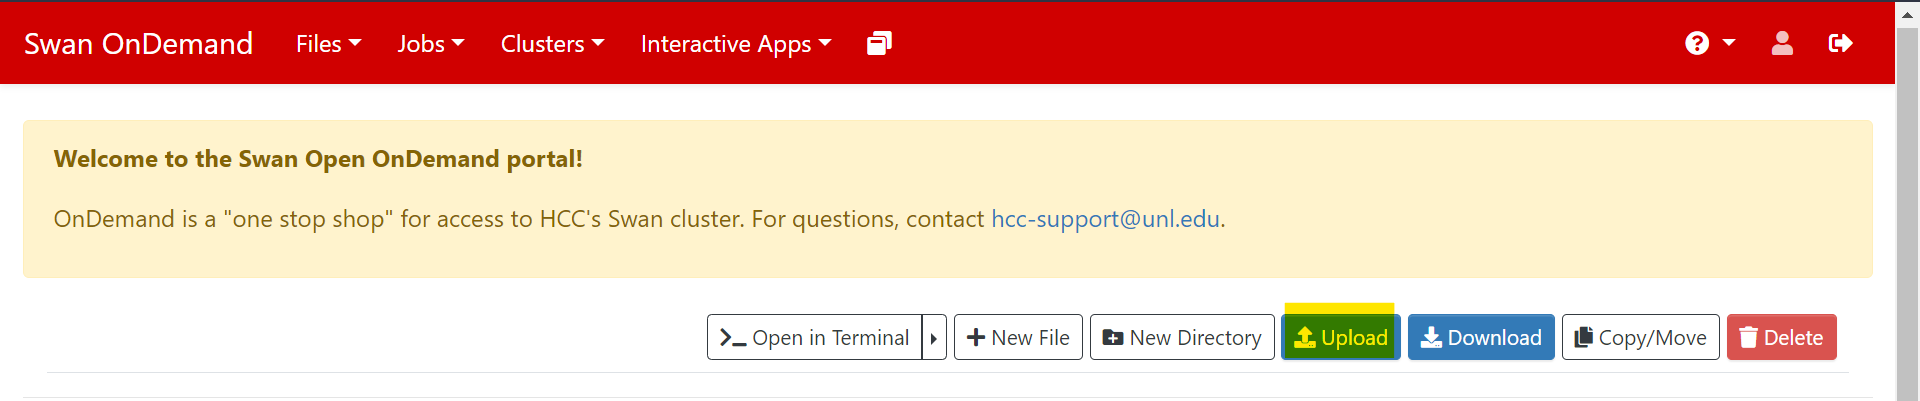 Swan OnDemand Files Jobs Clusters Interactive Apps
Welcome to the Swan Open OnDemand portal!
OnDemand is a "one stop shop" for access to HCC's Swan cluster. For questions, contact hcc-support@unl.edu.
Open in Terminal New File New Directory Upload Download Copy/Move Delete